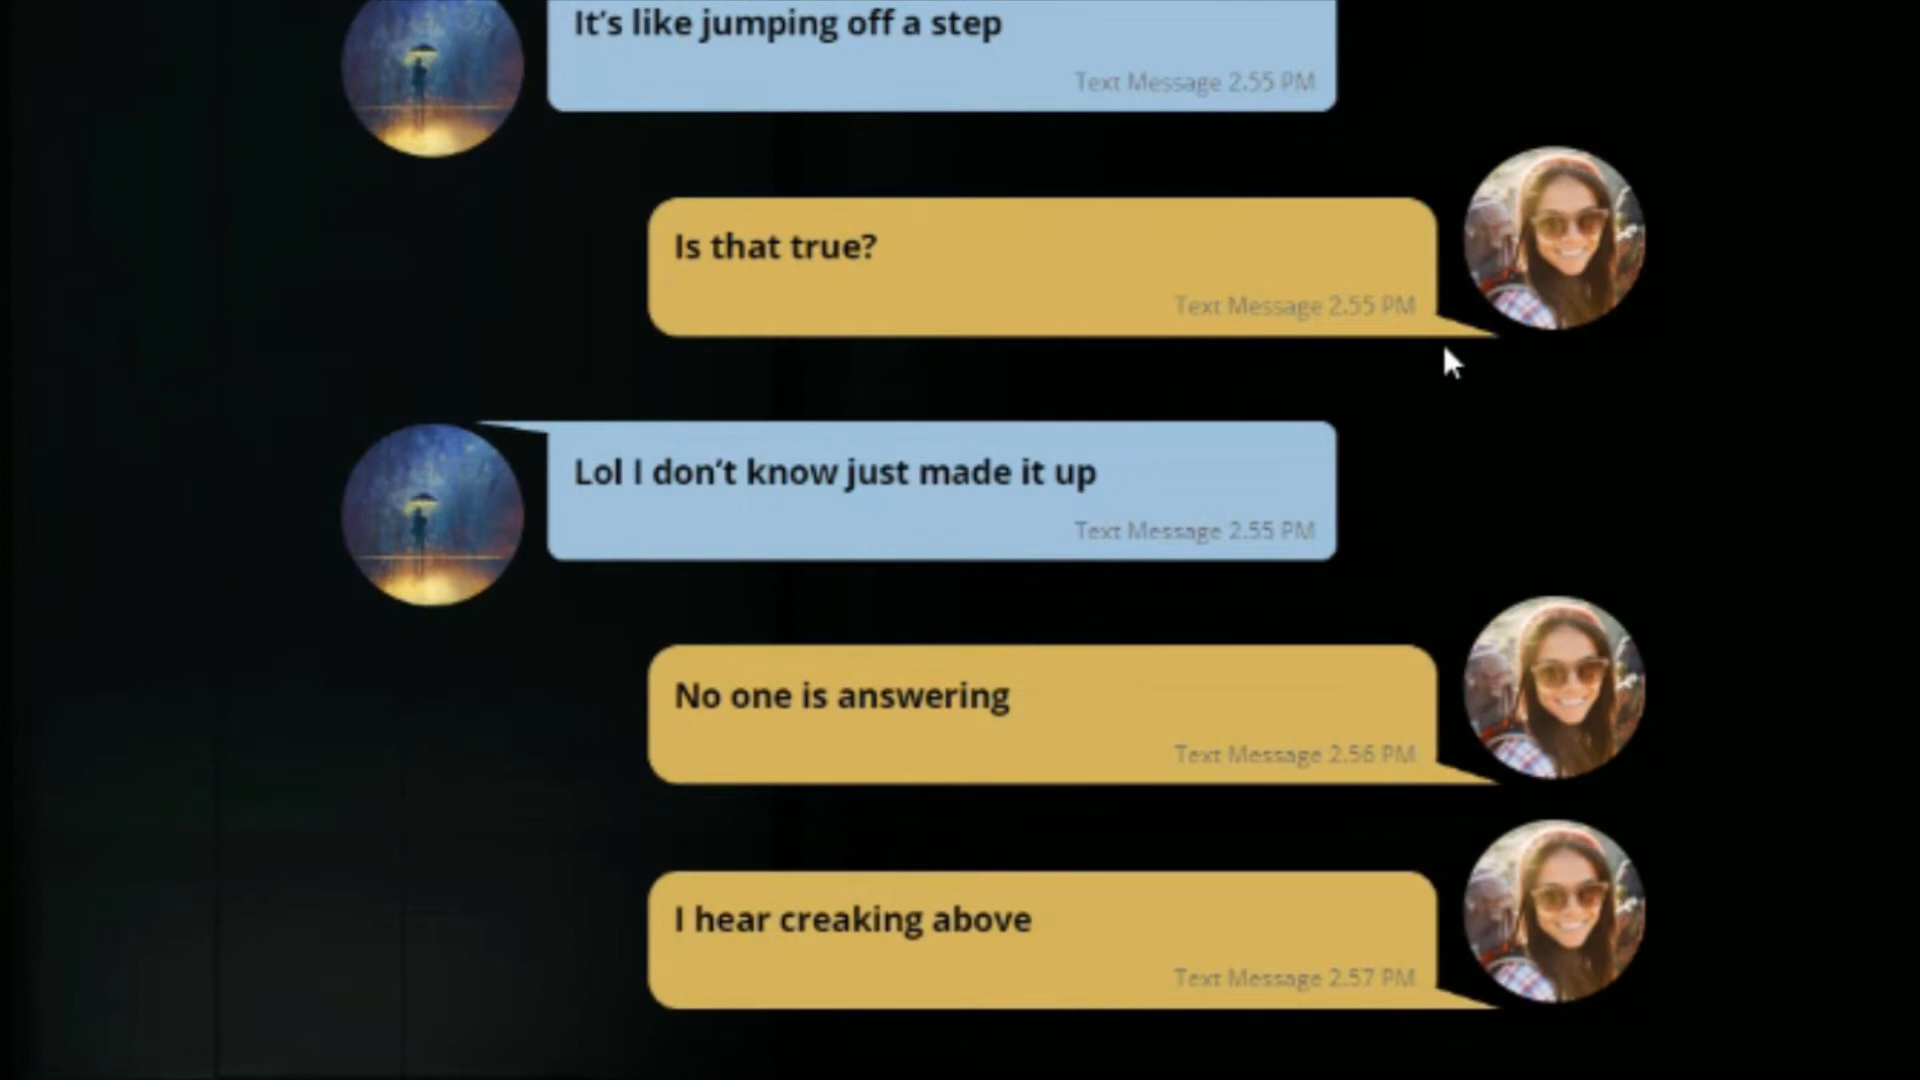 It’s like jumping off a step
Text Message 2.55 PM
Is that true?
Text Message 2.55 PM
Lol I don’t know just made it up
Text Message 2.55 PM
No one is answering
Text Message 2.56 PM
I hear creaking above
Text Message 2.57 PM